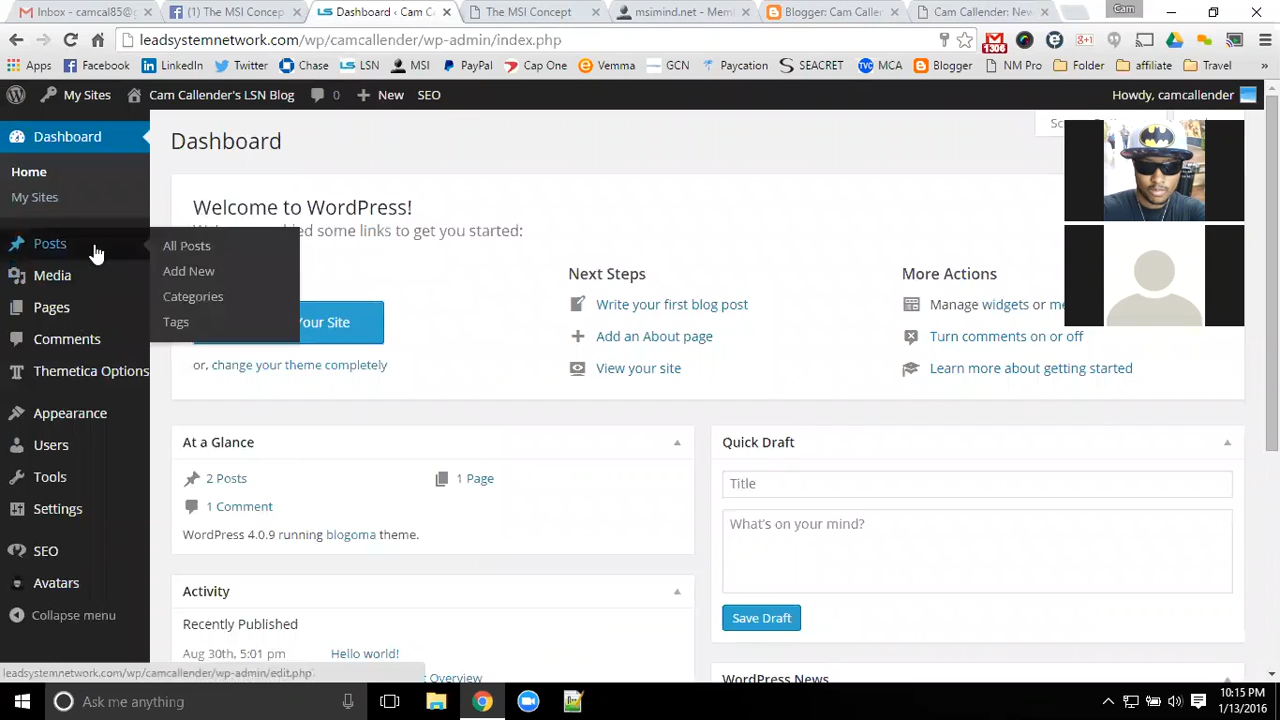 Inbox - camcal85@g
(1) The MSI Concep
LS Dashboard ‹ Cam C
The MSI Concept
msimind.net - Memb
Blogger: Cam Callende
Cam Callender: New
Cam
leadsystemnetwork.com/wp/camcallender/wp-admin/index.php
1306
Apps Facebook LinkedIn Twitter Chase LSN MSI PayPal Cap One Vemma GCN Paycation SEACRET MCA Blogger NM Pro Folder affiliate Travel
My Sites Cam Callender's LSN Blog 0 New SEO Howdy, camcallender
Dashboard
Home
My Sites
Posts
Media
Pages
Comments
Thematica Options
Appearance
Users
Tools
Settings
SEO
Avatars
Collapse menu
All Posts
Add New
Categories
Tags
Dashboard
Welcome to WordPress!
some links to get you started:
Your Site
or, change your theme completely
Next Steps
Write your first blog post
Add an About page
View your site
More Actions
Manage widgets or me
Turn comments on or off
Learn more about getting started
At a Glance
2 Posts 1 Page
1 Comment
WordPress 4.0.9 running blogoma theme.
Activity
Recently Published
Aug 30th, 5:01 pm Hello world!
Overview
Quick Draft
Title
What's on your mind?
Save Draft
WordPress News
leadsystemnetwork.com/wp/camcallender/wp-admin/edit.php
Ask me anything
10:15 PM
1/13/2016